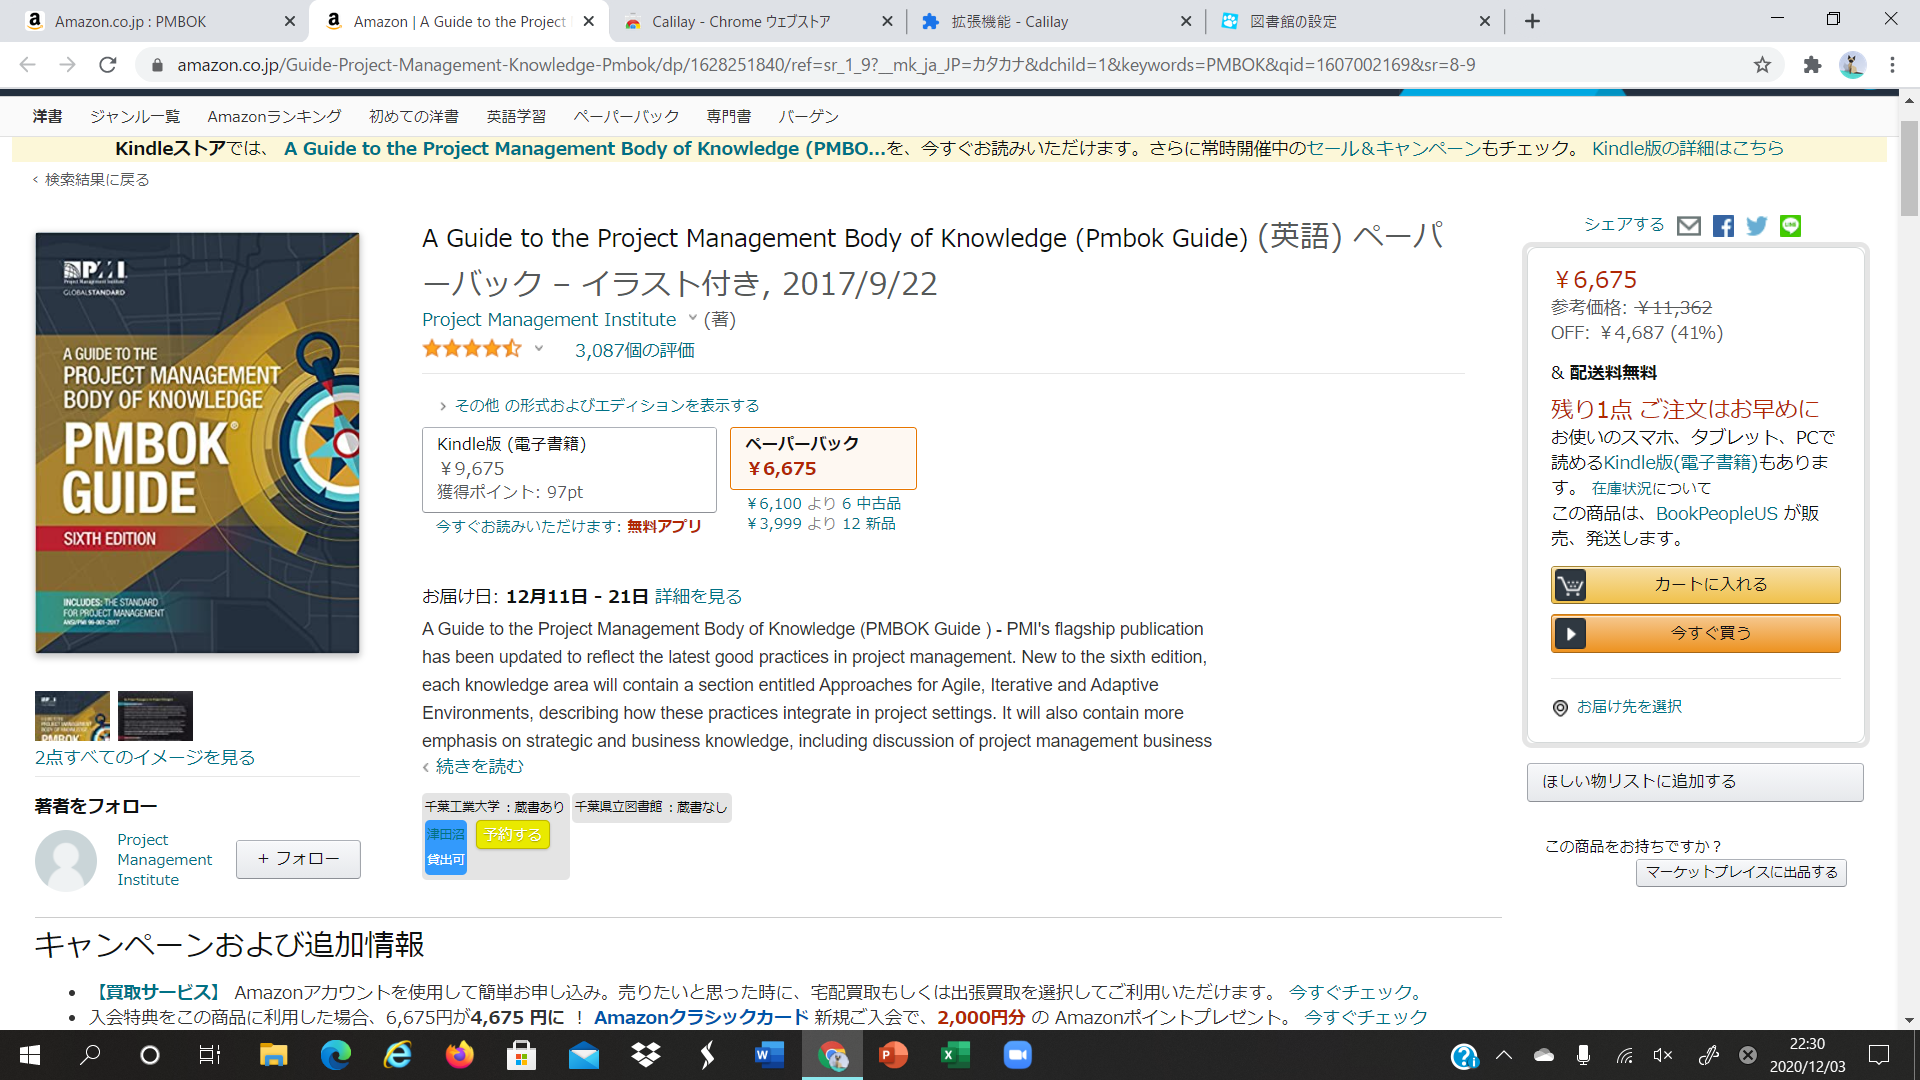 Amazon.co.jp : PMBOK
Amazon | A Guide to the Project
Calilay - Chrome ウェブストア
拡張機能 - Calilay
図書館の設定
amazon.co.jp/Guide-Project-Management-Knowledge-Pmbok/dp/1628251840/ref=sr_1_9?__mk_ja_JP=カタカナ&dchild=1&keywords=PMBOK&qid=1607002169&sr=8-9
洋書 ジャンル一覧 Amazonランキング 初めての洋書 英語学習 ペーパーバック 専門書 バーゲン
Kindleストアでは、 A Guide to the Project Management Body of Knowledge (PMBO...を、今すぐお読みいただけます。さらに常時開催中のセール＆キャンペーンもチェック。 Kindle版の詳細はこちら
‹ 検索結果に戻る
PMI
Project Management Institute
GLOBAL STANDARD
A GUIDE TO THE
PROJECT MANAGEMENT
BODY OF KNOWLEDGE
PMBOK®
GUIDE
SIXTH EDITION
INCLUDES: THE STANDARD
FOR PROJECT MANAGEMENT
ANSI/PMI 99-001-2017
2点すべてのイメージを見る
著者をフォロー
Project
Management
Institute
+ フォロー
A Guide to the Project Management Body of Knowledge (Pmbok Guide) (英語) ペーパ
ーバック – イラスト付き, 2017/9/22
Project Management Institute (著)
3,087個の評価
› その他 の形式およびエディションを表示する
Kindle版 (電子書籍)
￥9,675
獲得ポイント: 97pt
今すぐお読みいただけます: 無料アプリ
ペーパーバック
￥6,675
￥6,100 より 6 中古品
￥3,999 より 12 新品
お届け日: 12月11日 - 21日 詳細を見る
A Guide to the Project Management Body of Knowledge (PMBOK Guide ) - PMI's flagship publication
has been updated to reflect the latest good practices in project management. New to the sixth edition,
each knowledge area will contain a section entitled Approaches for Agile, Iterative and Adaptive
Environments, describing how these practices integrate in project settings. It will also contain more
emphasis on strategic and business knowledge, including discussion of project management business
‹ 続きを読む
千葉工業大学 : 蔵書あり
津田沼
貸出可
予約する
千葉県立図書館 : 蔵書なし
シェアする
￥6,675
参考価格: ￥11,362
OFF: ￥4,687 (41%)
& 配送料無料
残り1点 ご注文はお早めに
お使いのスマホ、タブレット、PCで
読めるKindle版(電子書籍)もありま
す。 在庫状況について
この商品は、BookPeopleUS が販
売、発送します。
カートに入れる
今すぐ買う
お届け先を選択
ほしい物リストに追加する
この商品をお持ちですか？
マーケットプレイスに出品する
キャンペーンおよび追加情報
• 【買取サービス】 Amazonアカウントを使用して簡単お申し込み。売りたいと思った時に、宅配買取もしくは出張買取を選択してご利用いただけます。 今すぐチェック。
• 入会特典をこの商品に利用した場合、6,675円が4,675 円に ！ Amazonクラシックカード 新規ご入会で、2,000円分 の Amazonポイントプレゼント。 今すぐチェック
22:30
2020/12/03